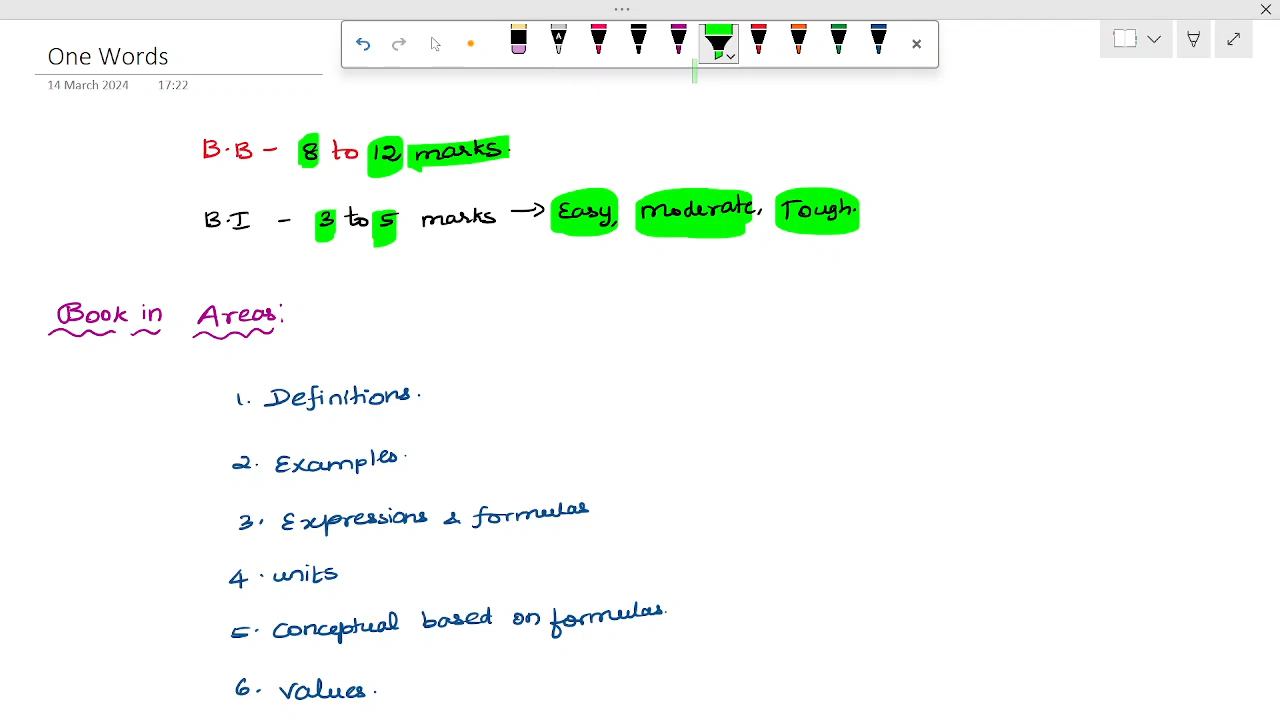 One Words
14 March 2024 17:22
B.B - 8 to 12 marks.
B.I - 3 to 5 marks → Easy, Moderate, Tough.
Book in Areas:
1. Definitions.
2. Examples.
3. Expressions & formulas
4. units
5. conceptual based on formulas.
6. values.